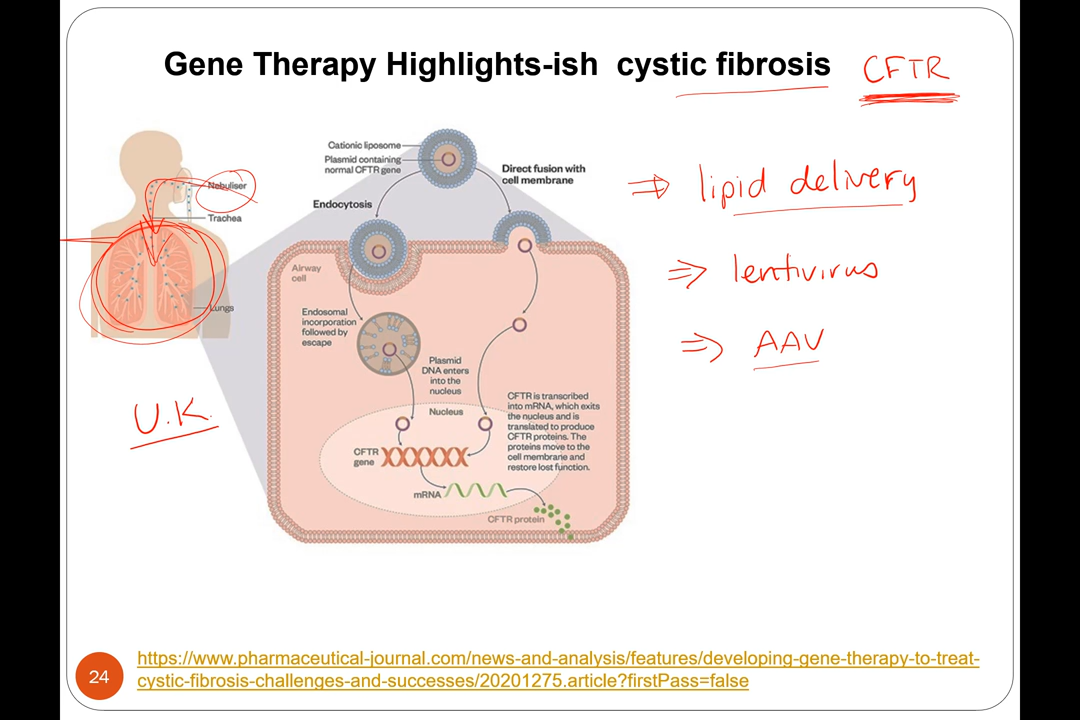 Gene Therapy Highlights-ish cystic fibrosis
CFTR
Cationic liposome
Plasmid containing
normal CFTR gene
Direct fusion with
cell membrane
Nebuliser
Endocytosis
Trachea
Airway
cell
Lungs
Endosomal
incorporation
followed by
escape
Plasmid
DNA enters
into the
nucleus
Nucleus
CFTR is transcribed
into mRNA, which exits
the nucleus and is
translated to produce
CFTR proteins. The
proteins move to the
cell membrane and
restore lost function.
CFTR
gene
mRNA
CFTR protein
lipid delivery
lentivirus
AAV
U.K.
24
https://www.pharmaceutical-journal.com/news-and-analysis/features/developing-gene-therapy-to-treat-
cystic-fibrosis-challenges-and-successes/20201275.article?firstPass=false